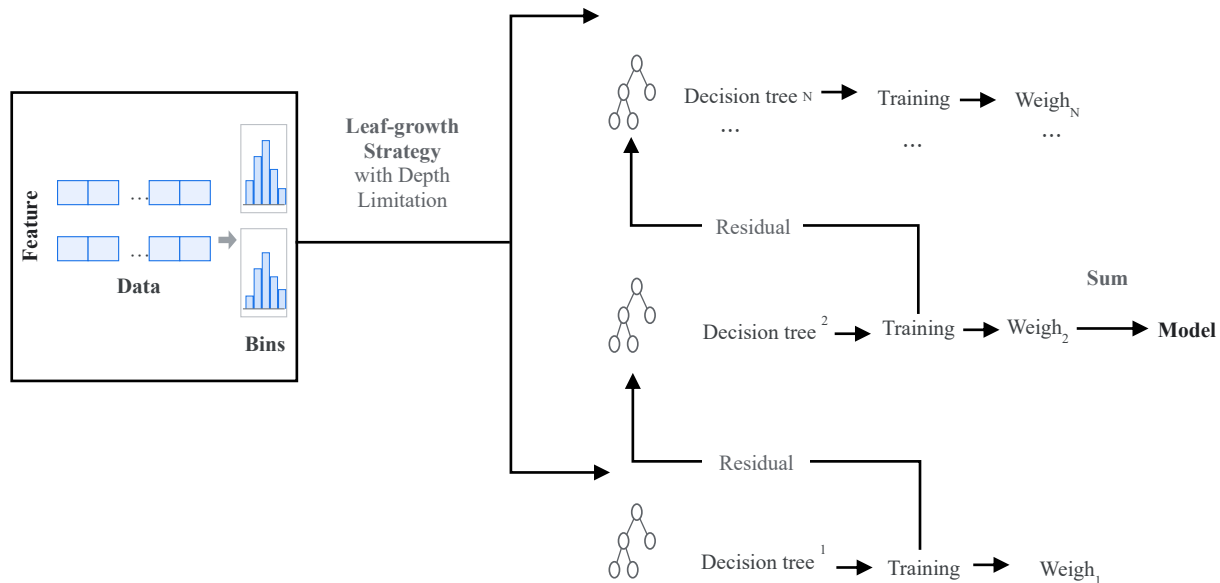 Feature
…
…
Data
Bins
Leaf-growth
Strategy
with Depth
Limitation
Decision tree N
Training
Weigh N
…
…
…
Residual
Sum
Decision tree 2
Training
Weigh 2
Model
Residual
Decision tree 1
Training
Weigh 1